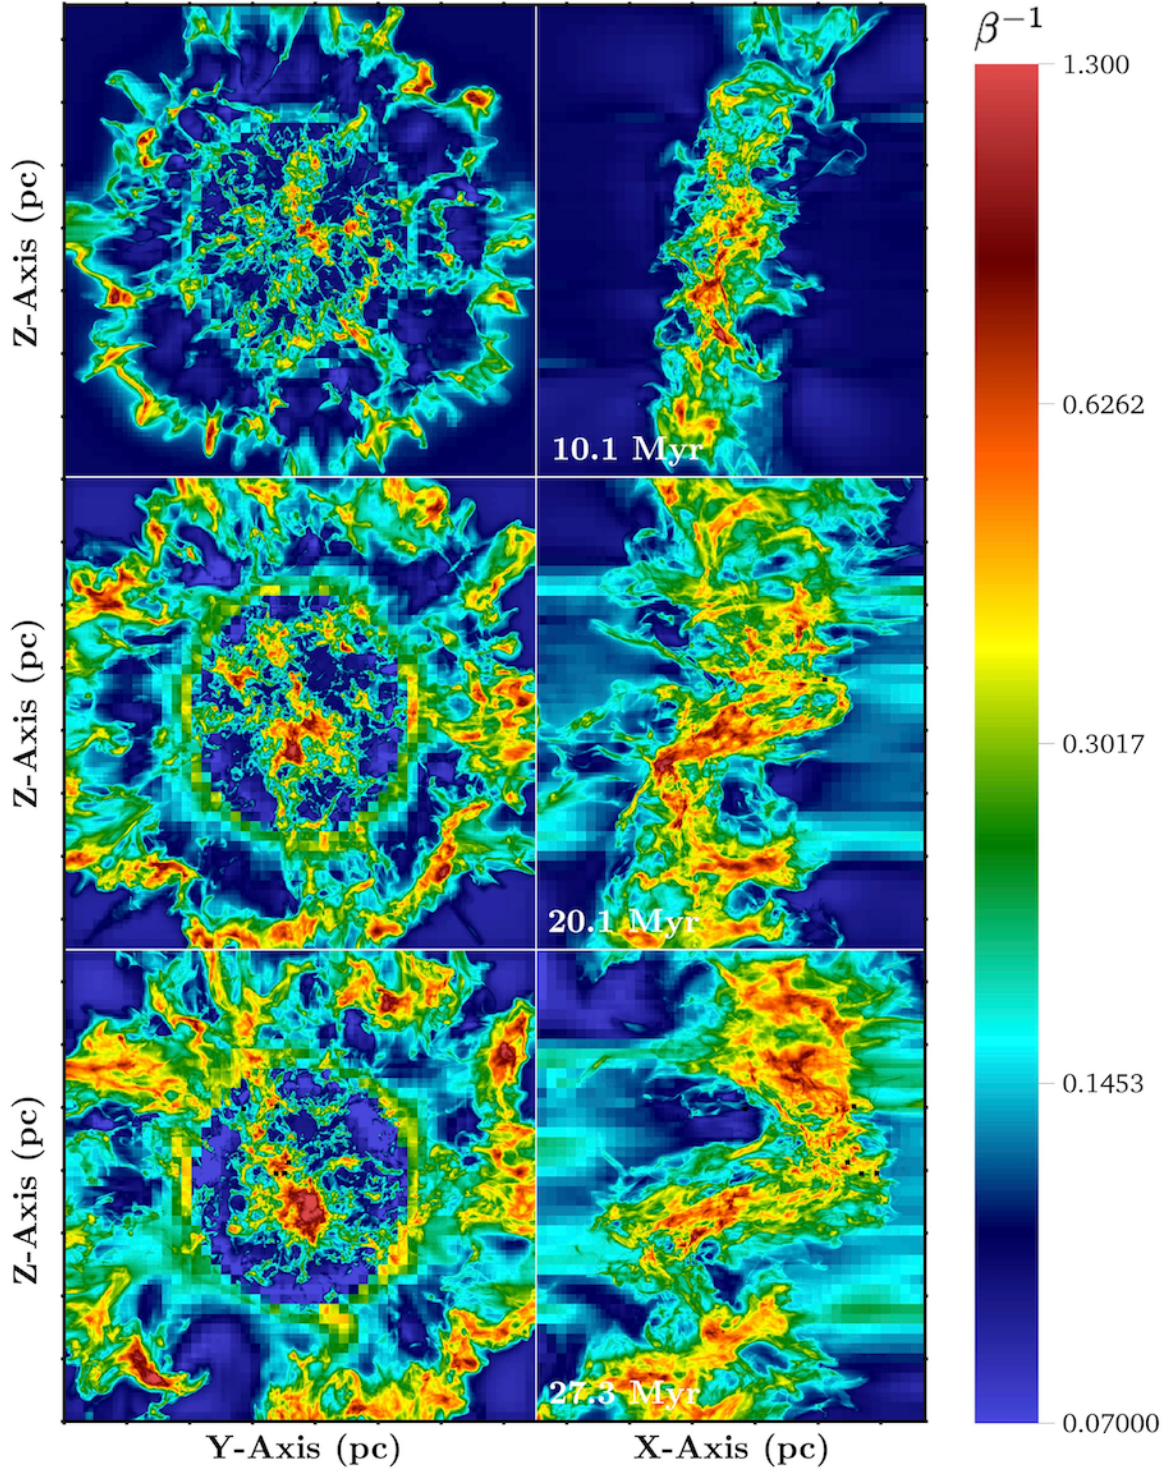 β⁻¹
1.300
0.6262
0.3017
0.1453
0.07000
Z-Axis (pc)
10.1 Myr
Z-Axis (pc)
20.1 Myr
Z-Axis (pc)
27.3 Myr
Y-Axis (pc)
X-Axis (pc)